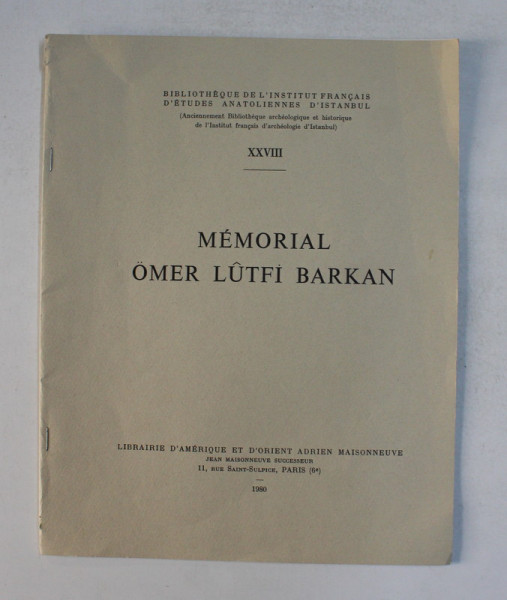 BIBLIOTHÈQUE DE L'INSTITUT FRANÇAIS
D'ÉTUDES ANATOLIENNES D'ISTANBUL
(Anciennement Bibliothèque archéologique et historique
de l'Institut français d'archéologie d'Istanbul)
XXVIII
MÉMORIAL
ÖMER LÛTFİ BARKAN
LIBRAIRIE D'AMÉRIQUE ET D'ORIENT ADRIEN MAISONNEUVE
JEAN MAISONNEUVE SUCCESSEUR
11, RUE SAINT-SULPICE, PARIS (6e)
1980